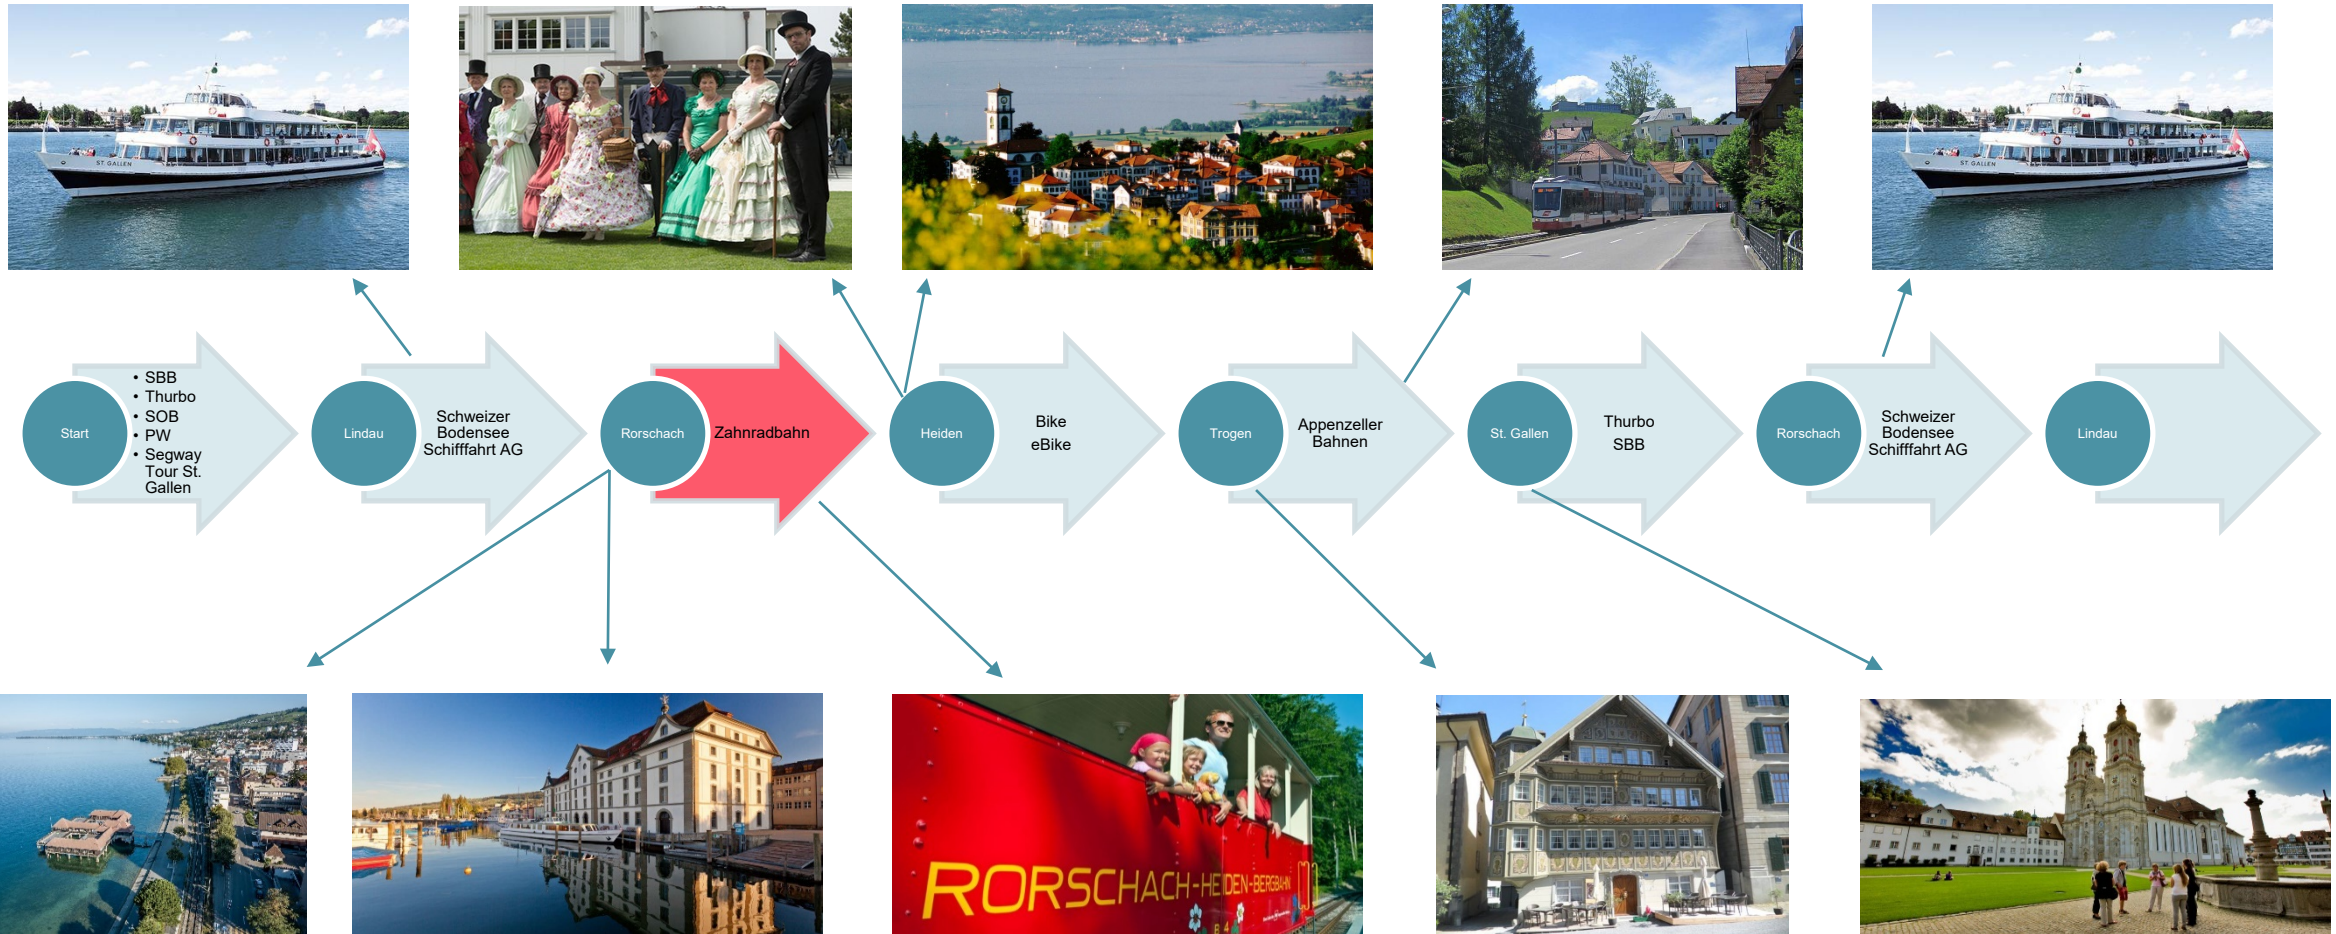 ST. GALLEN
ST. GALLEN
Start
• SBB
• Thurbo
• SOB
• PW
• Segway
Tour St.
Gallen
Lindau
Schweizer
Bodensee
Schifffahrt AG
Rorschach
Zahnradbahn
Heiden
Bike
eBike
Trogen
Appenzeller
Bahnen
St. Gallen
Thurbo
SBB
Rorschach
Schweizer
Bodensee
Schifffahrt AG
Lindau
RORSCHACH-HEIDEN-BERGBAHN
B 4